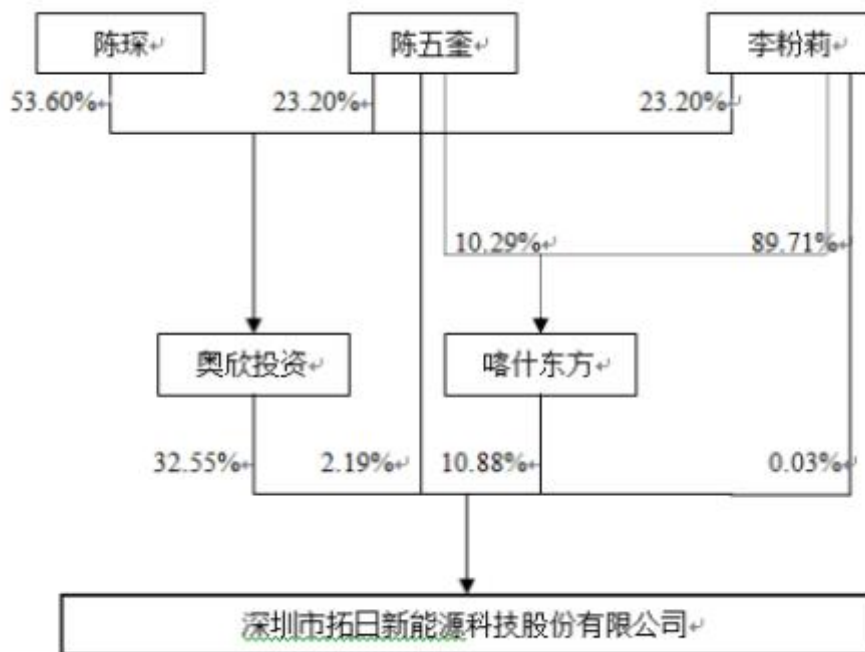 陈琛
陈五奎
李粉莉
53.60%
23.20%
23.20%
10.29%
89.71%
奥欣投资
喀什东方
32.55%
2.19%
10.88%
0.03%
深圳市拓日新能源科技股份有限公司